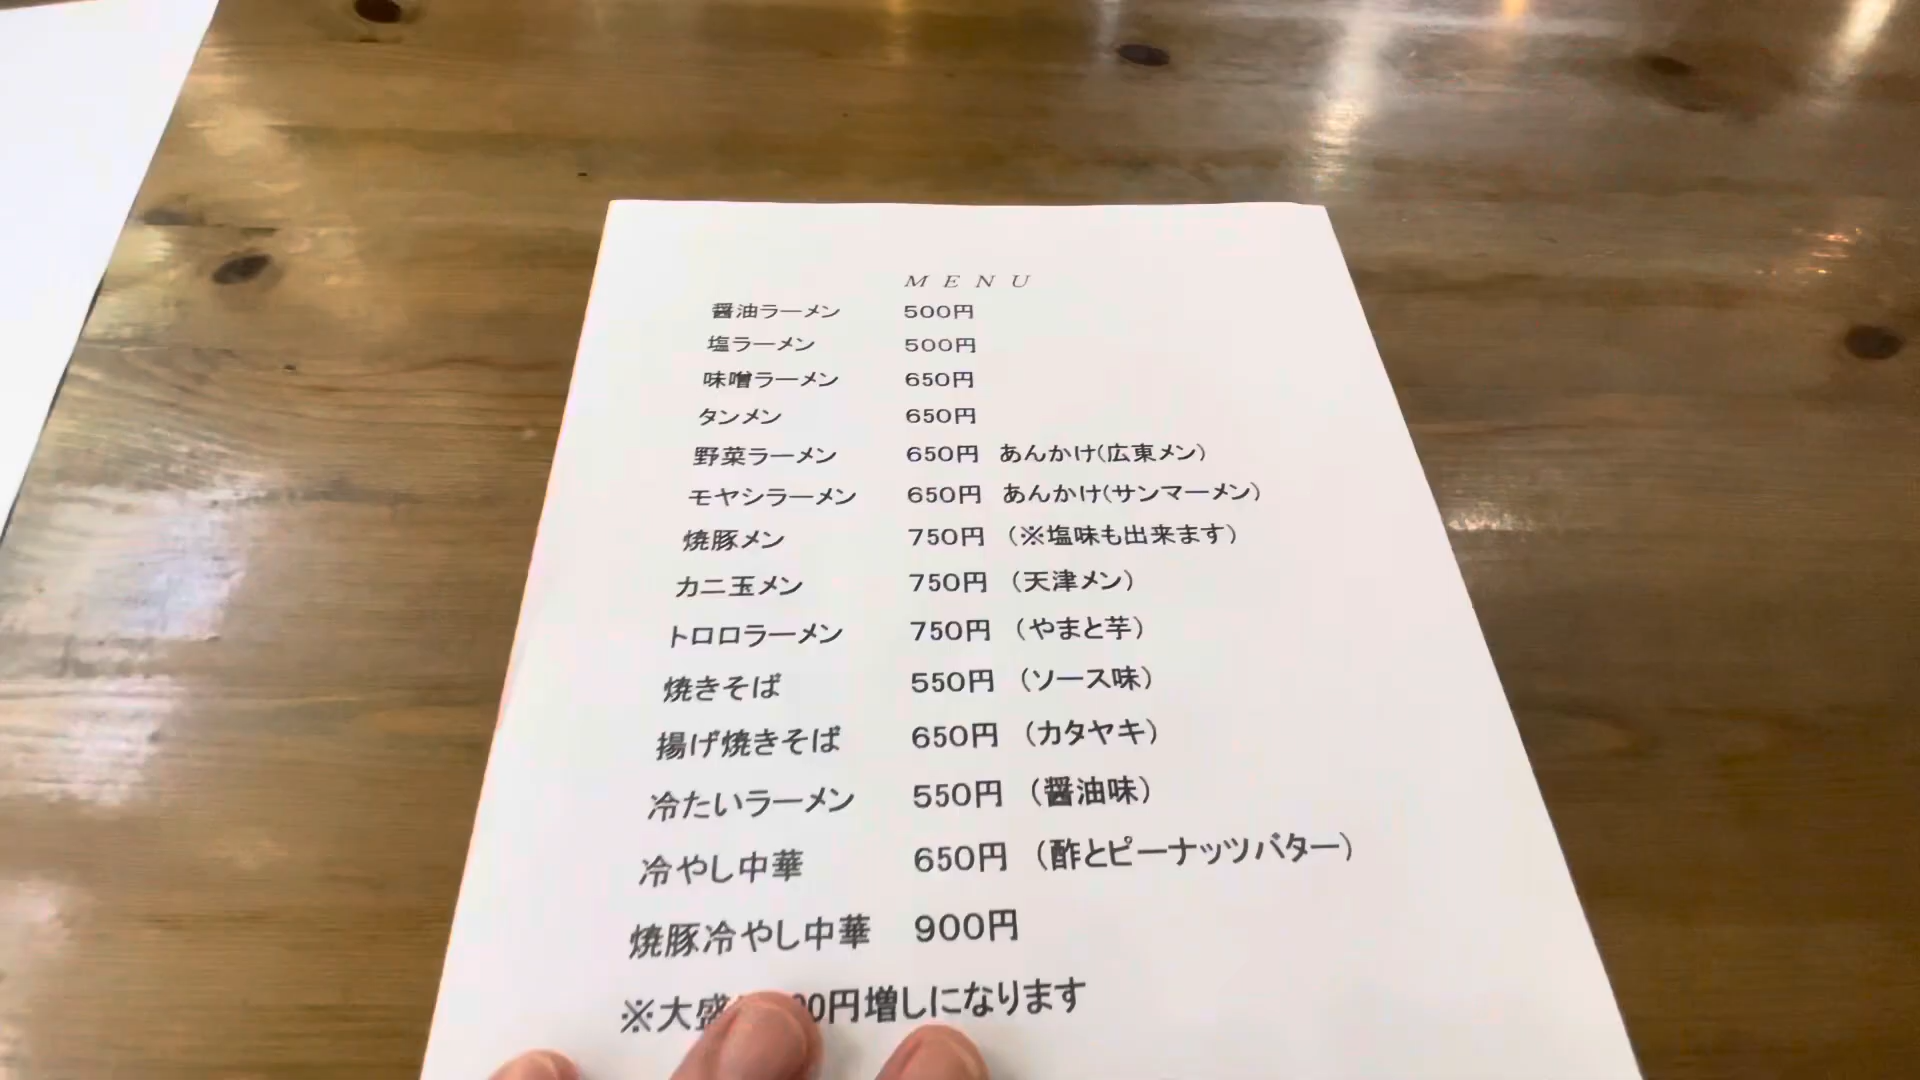 MENU
醤油ラーメン 500円
塩ラーメン 500円
味噌ラーメン 650円
タンメン 650円
野菜ラーメン 650円 あんかけ(広東メン)
モヤシラーメン 650円 あんかけ(サンマーメン)
焼豚メン 750円 (※塩味も出来ます)
カニ玉メン 750円 (天津メン)
トロロラーメン 750円 (やまと芋)
焼きそば 550円 (ソース味)
揚げ焼きそば 650円 (カタヤキ)
冷たいラーメン 550円 (醤油味)
冷やし中華 650円 (酢とピーナッツバター)
焼豚冷やし中華 900円
※大盛 00円増しになります